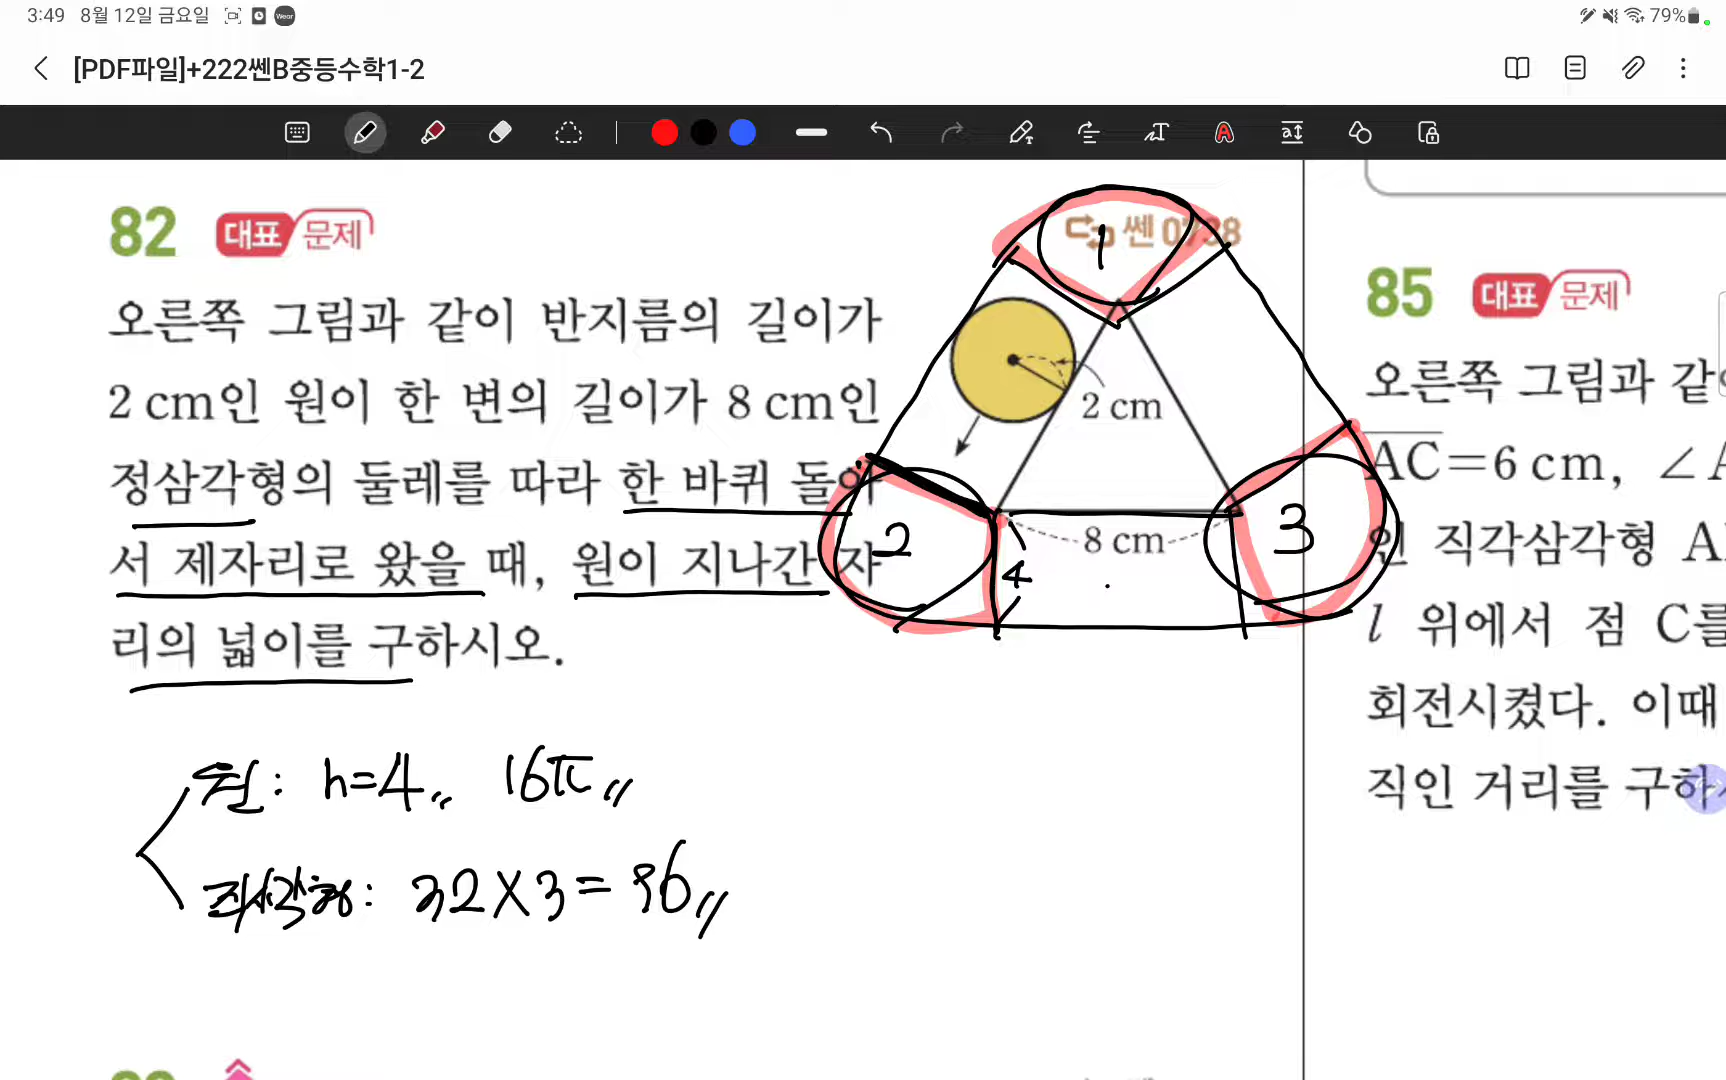 3:49 8월 12일 금요일 Wear 79%
[PDF파일]+222쎈B중등수학1-2
82 대표 문제 쎈 0738
오른쪽 그림과 같이 반지름의 길이가
2 cm인 원이 한 변의 길이가 8 cm인
정삼각형의 둘레를 따라 한 바퀴 돌아
서 제자리로 왔을 때, 원이 지나간 자
리의 넓이를 구하시오.
1
2 cm
2
8 cm
3
4
원: h=4 16π
직사각형: 32×3=96
85 대표 문제
오른쪽 그림과 같
AC=6 cm, ∠A
인 직각삼각형 A
l 위에서 점 C를
회전시켰다. 이때
직인 거리를 구하